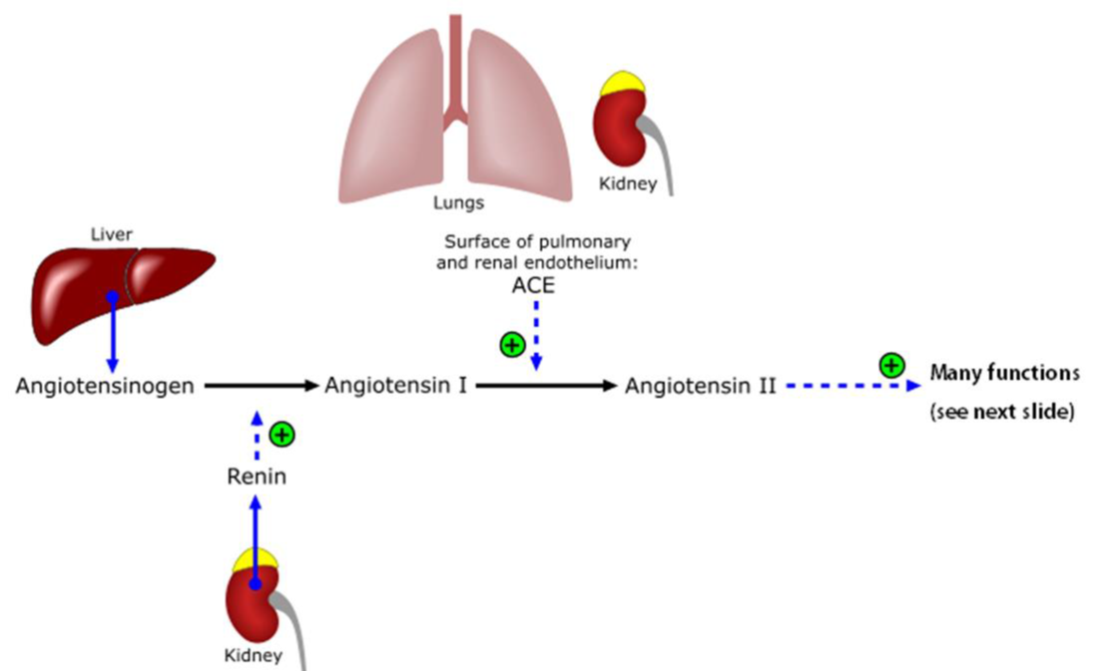 Lungs
Kidney
Liver
Surface of pulmonary
and renal endothelium:
ACE
+
+
Angiotensinogen
Angiotensin I
Angiotensin II
Many functions
(see next slide)
+
Renin
Kidney